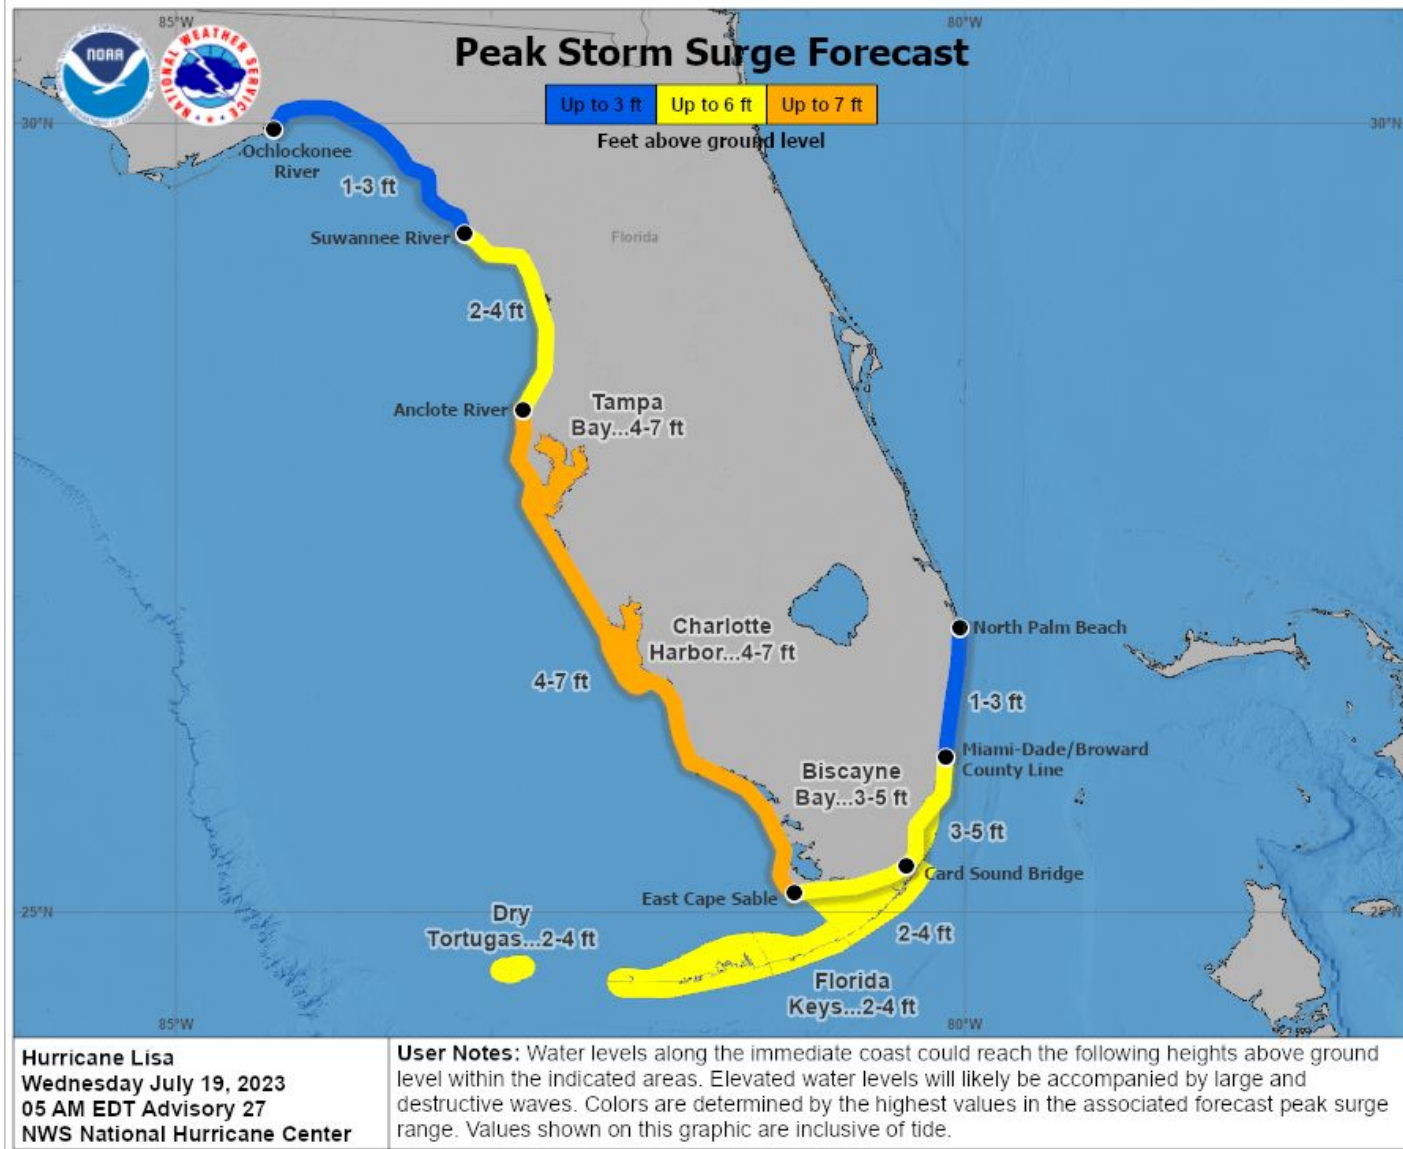 85°W
80°W
NOAA
NATIONAL WEATHER SERVICE
Peak Storm Surge Forecast
Up to 3 ft
Up to 6 ft
Up to 7 ft
Feet above ground level
30°N
30°N
Ochlockonee
River
1-3 ft
Suwannee River
Florida
2-4 ft
Anclote River
Tampa
Bay...4-7 ft
Charlotte
Harbor...4-7 ft
North Palm Beach
4-7 ft
1-3 ft
Miami-Dade/Broward
County Line
Biscayne
Bay...3-5 ft
3-5 ft
Card Sound Bridge
East Cape Sable
25°N
25°N
Dry
Tortugas...2-4 ft
2-4 ft
Florida
Keys...2-4 ft
85°W
80°W
Hurricane Lisa
Wednesday July 19, 2023
05 AM EDT Advisory 27
NWS National Hurricane Center
User Notes: Water levels along the immediate coast could reach the following heights above ground
level within the indicated areas. Elevated water levels will likely be accompanied by large and
destructive waves. Colors are determined by the highest values in the associated forecast peak surge
range. Values shown on this graphic are inclusive of tide.